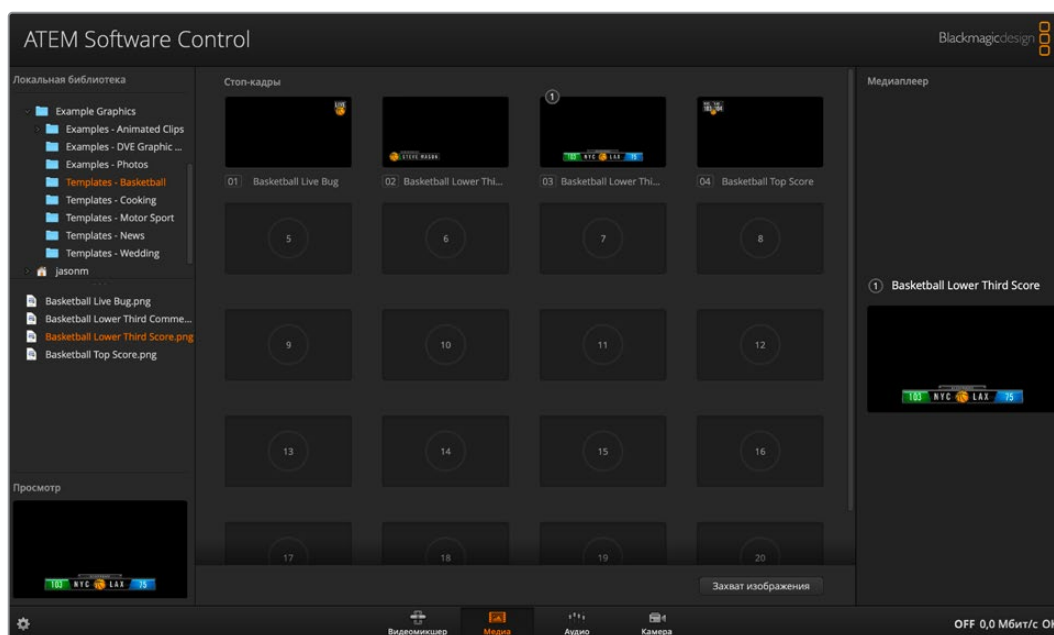 ATEM Software Control
Blackmagicdesign
Локальная библиотека
Example Graphics
Examples - Animated Clips
Examples - DVE Graphic ...
Examples - Photos
Templates - Basketball
Templates - Cooking
Templates - Motor Sport
Templates - News
Templates - Wedding
jasonm
Basketball Live Bug.png
Basketball Lower Third Comme...
Basketball Lower Third Score.png
Basketball Top Score.png
Просмотр
103 NYC LAX 75
Стоп-кадры
LIVE
STEVE MASON
1
103 NYC LAX 75
103 104
01 Basketball Live Bug
02 Basketball Lower Thi...
03 Basketball Lower Thi...
04 Basketball Top Score
5
6
7
8
9
10
11
12
13
14
15
16
17
18
19
20
Захват изображения
Медиаплеер
1 Basketball Lower Third Score
103 NYC LAX 75
Видеомикшер
Медиа
Аудио
Камера
OFF 0,0 Мбит/с